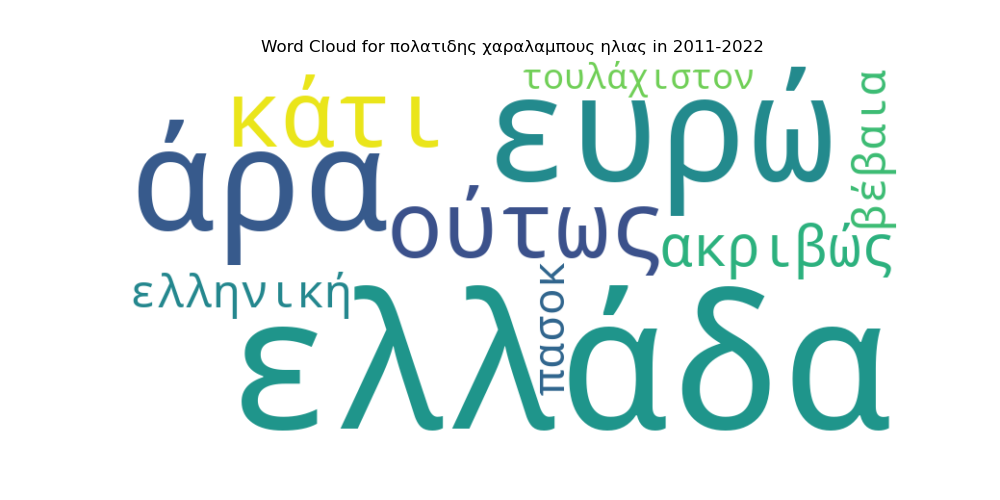 Word Cloud for πολατιδης χαραλαμπους ηλιας in 2011-2022
τουλάχιστον
κάτι
ευρώ
βέβαια
άρα
ούτως
ακριβώς
ελληνική
πασοκ
ελλάδα